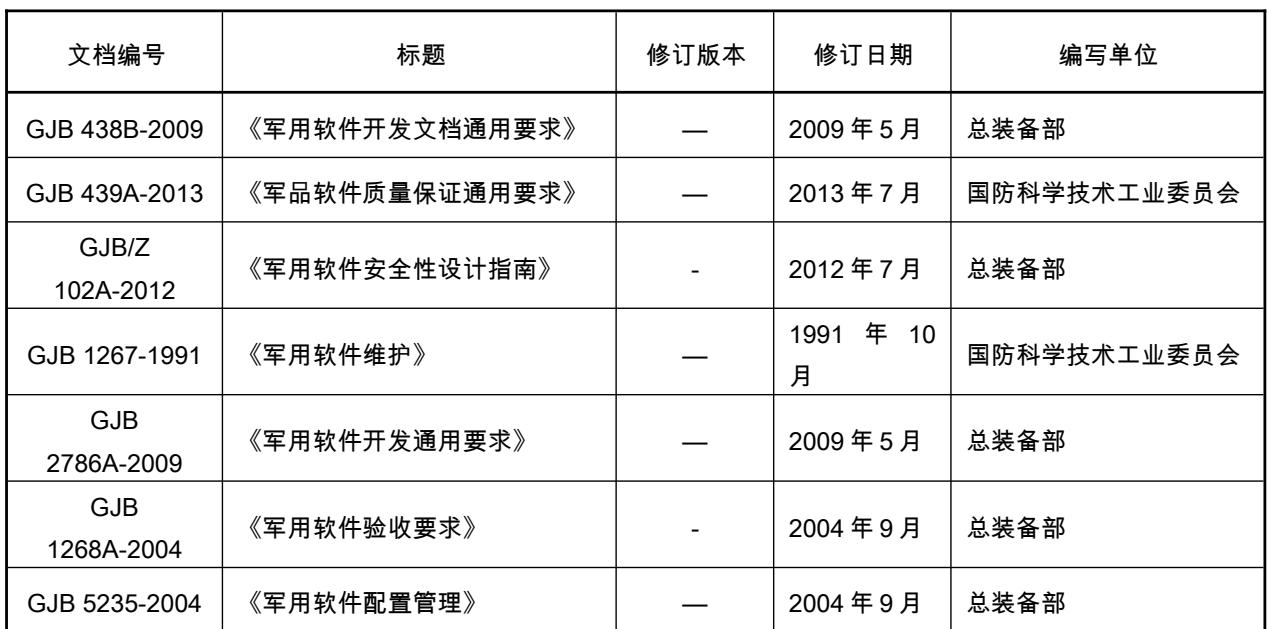 文档编号 标题 修订版本 修订日期 编写单位
GJB 438B-2009 《军用软件开发文档通用要求》 — 2009 年 5 月 总装备部
GJB 439A-2013 《军品软件质量保证通用要求》 — 2013 年 7 月 国防科学技术工业委员会
GJB/Z
102A-2012 《军用软件安全性设计指南》 - 2012 年 7 月 总装备部
GJB 1267-1991 《军用软件维护》 — 1991 年 10
月 国防科学技术工业委员会
GJB
2786A-2009 《军用软件开发通用要求》 — 2009 年 5 月 总装备部
GJB
1268A-2004 《军用软件验收要求》 - 2004 年 9 月 总装备部
GJB 5235-2004 《军用软件配置管理》 — 2004 年 9 月 总装备部